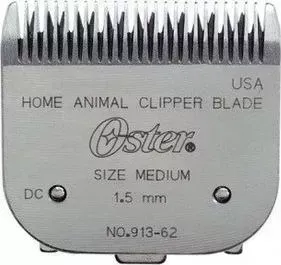 USA
HOME ANIMAL CLIPPER BLADE
Oster®
SIZE MEDIUM
DC 1.5 mm
NO.913-62